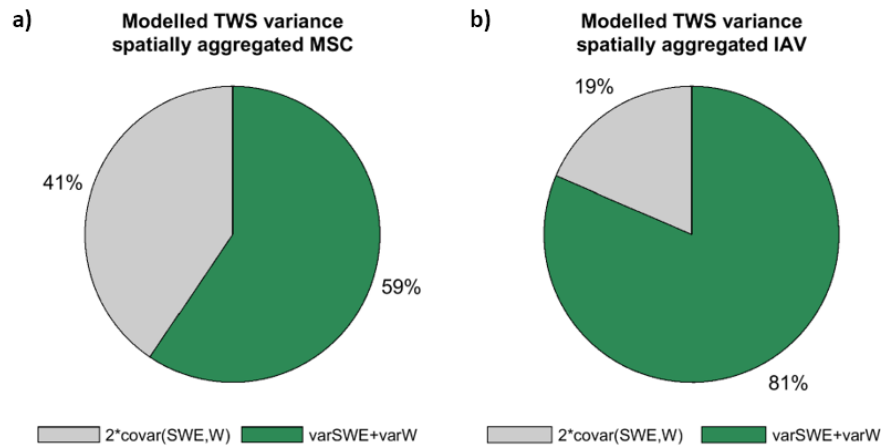 a)
Modelled TWS variance
spatially aggregated MSC
41%
59%
2*covar(SWE,W) varSWE+varW
b)
Modelled TWS variance
spatially aggregated IAV
19%
81%
2*covar(SWE,W) varSWE+varW